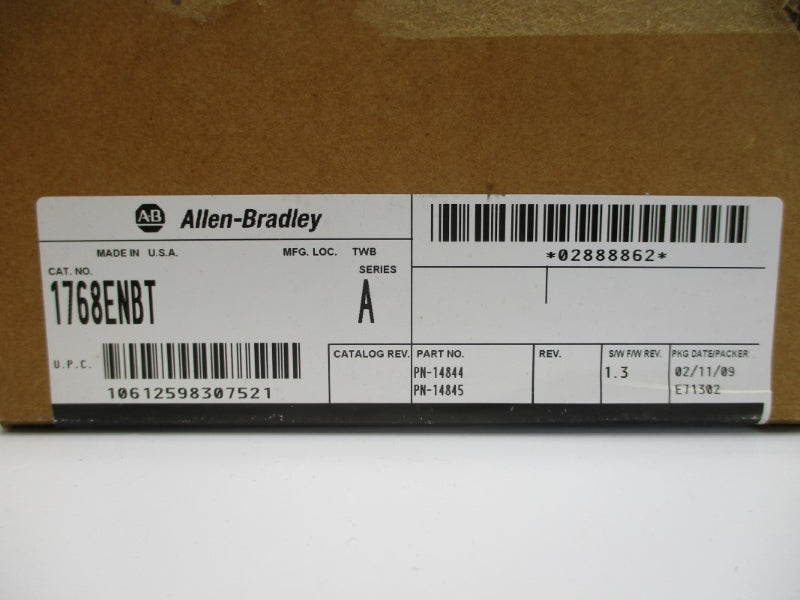 A-B Allen-Bradley
*02888862*
MADE IN U.S.A. MFG. LOC. TWB
CAT. NO. SERIES
1768ENBT A
U.P.C.
10612598307521
CATALOG REV. PART NO. REV. S/W F/W REV. PKG DATE/PACKER
PN-14844 1.3 02/11/09
PN-14845 E71302